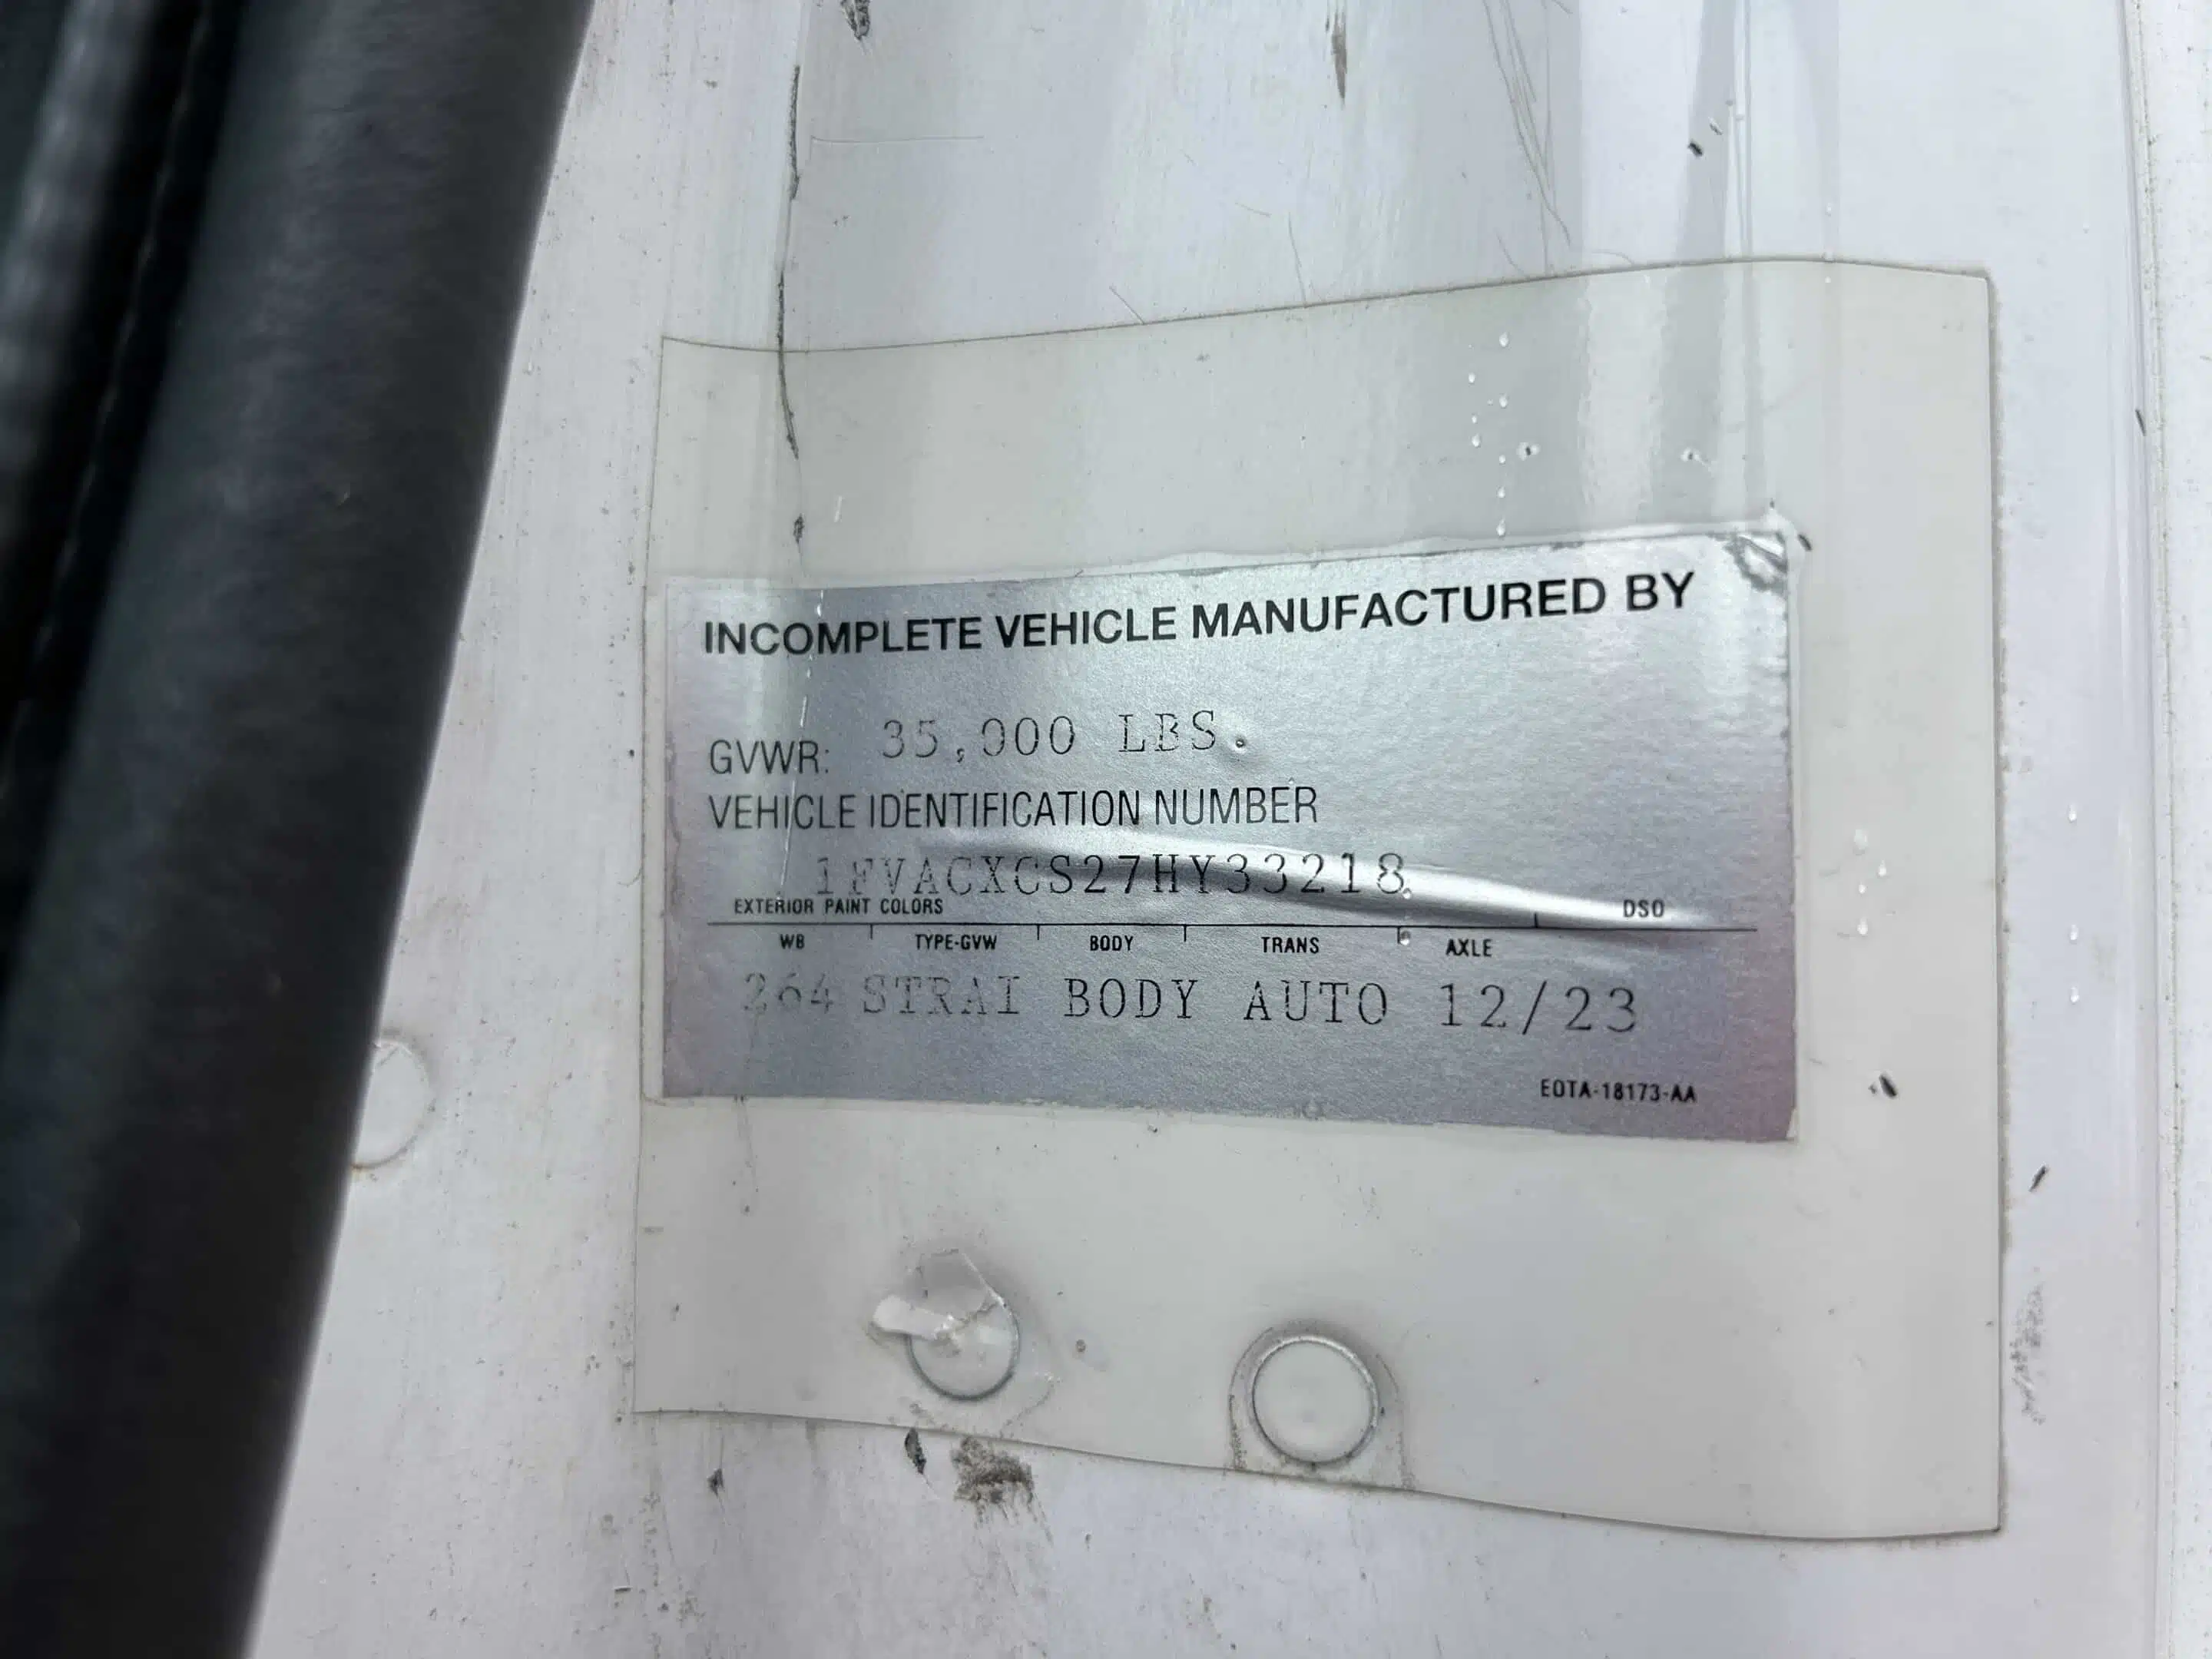 INCOMPLETE VEHICLE MANUFACTURED BY
GVWR: 35,000 LBS.
VEHICLE IDENTIFICATION NUMBER
1FVACXCS27HY33218
EXTERIOR PAINT COLORS DSO
WB TYPE-GVW BODY TRANS AXLE
264 STRAI BODY AUTO 12/23
EOTA-18173-AA